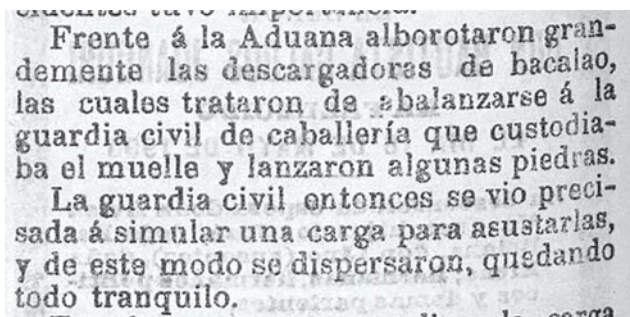 Frente á la Aduana alborotaron gran-
demente las descargadoras de bacalao,
las cuales trataron de abalanzarse á la
guardia civil de caballería que custodia-
ba el muelle y lanzaron algunas piedras.
La guardia civil entonces se vio preci-
sada á simular una carga para asustarlas,
y de este modo se dispersaron, quedando
todo tranquilo.